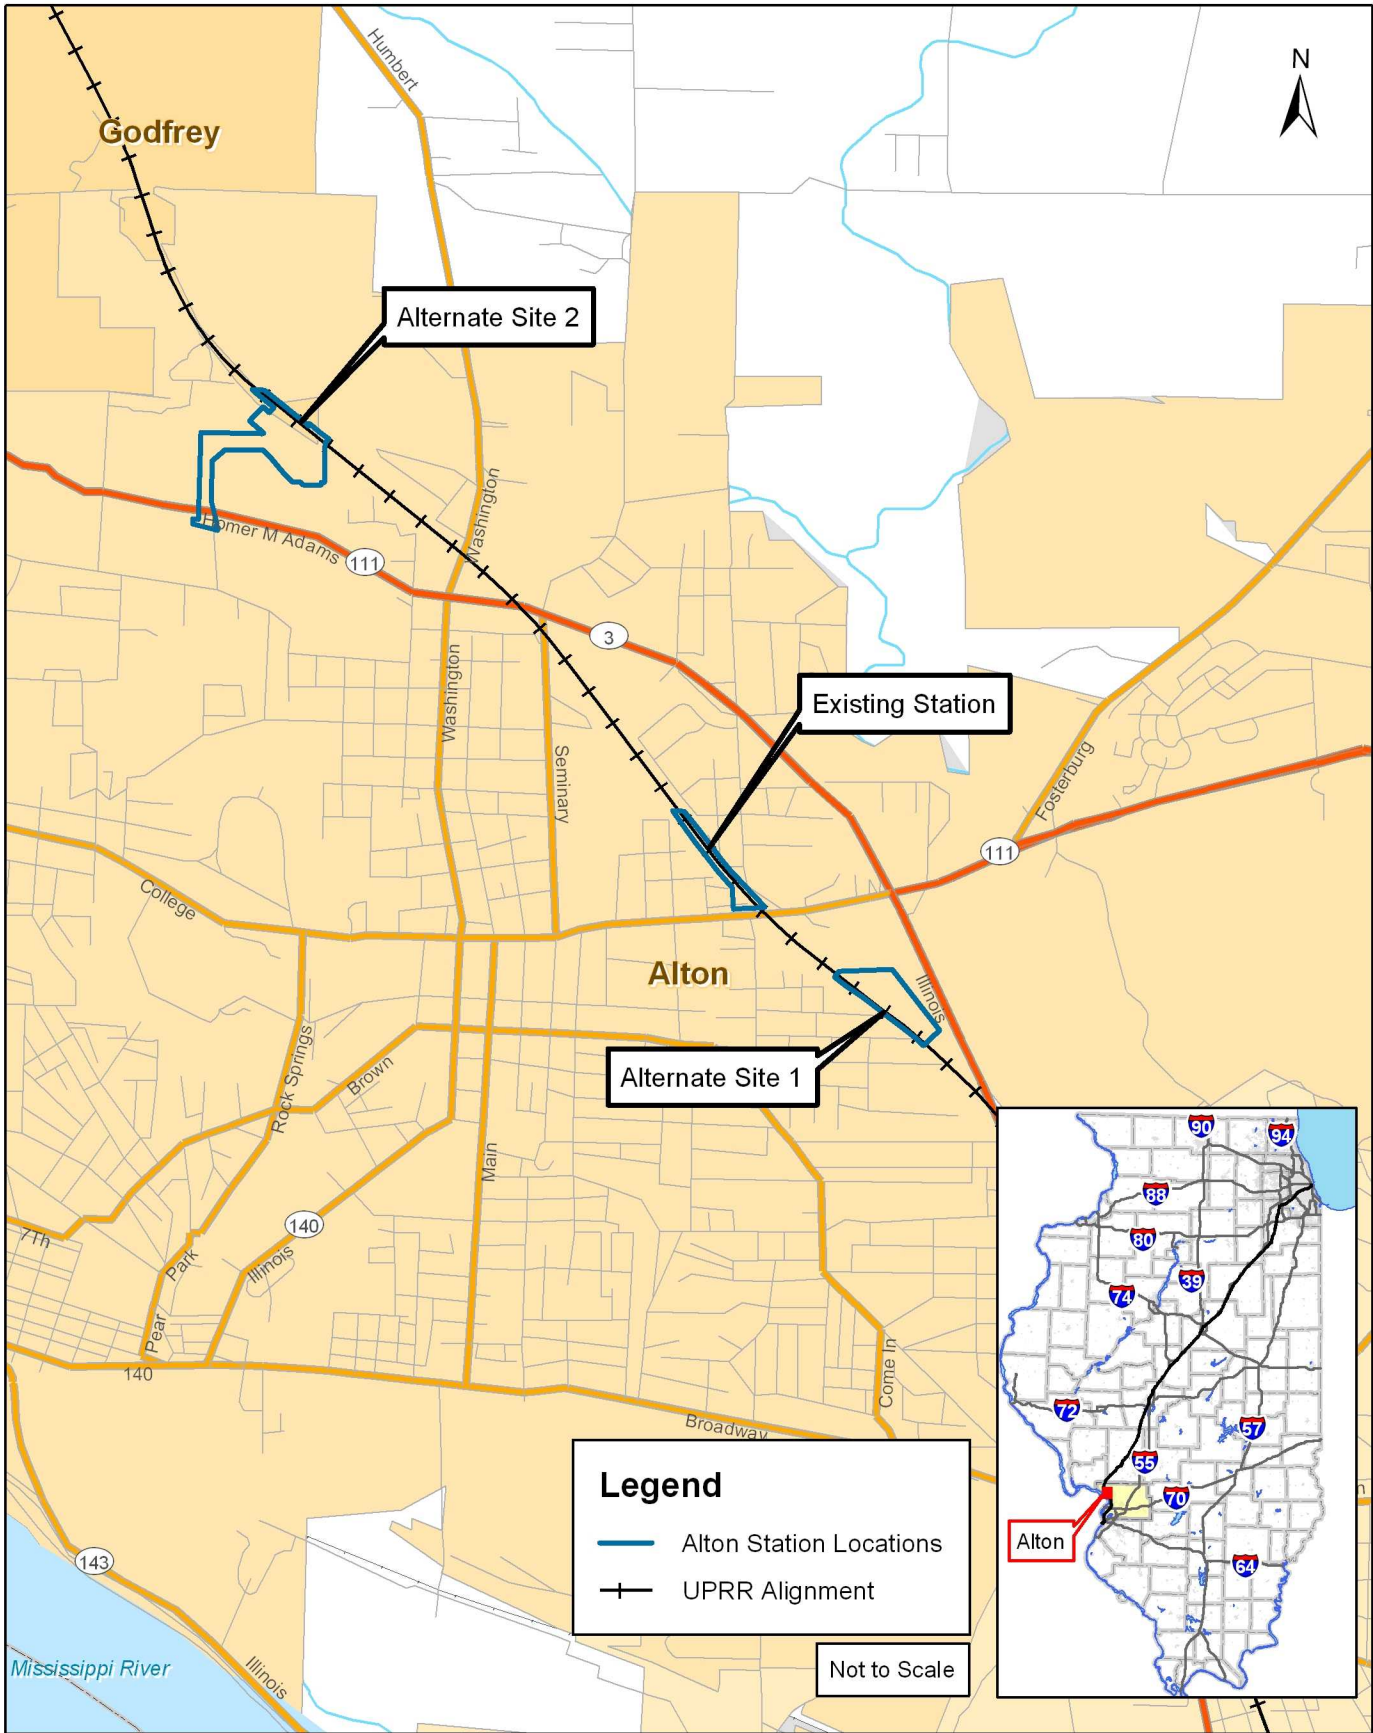 Humbert
N
Godfrey
Alternate Site 2
Washington
Homer M Adams
111
3
Washington
Existing Station
Seminary
Fosterburg
111
College
Alton
Illinois
Rock Springs
Brown
Alternate Site 1
Main
7Th
140
Illinois
Park
Pear
140
Come In
Broadway
90
94
88
80
39
74
72
57
55
70
Alton
64
Legend
Alton Station Locations
UPRR Alignment
143
Mississippi River
Illinois
Not to Scale